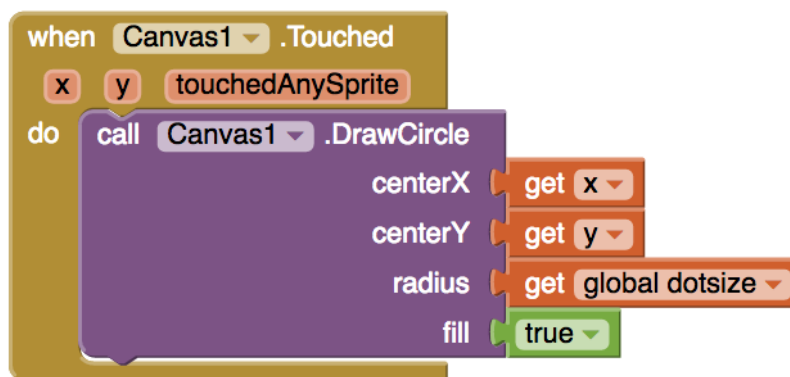 when Canvas1 .Touched
x y touchedAnySprite
do call Canvas1 .DrawCircle
centerX get x
centerY get y
radius get global dotsize
fill true